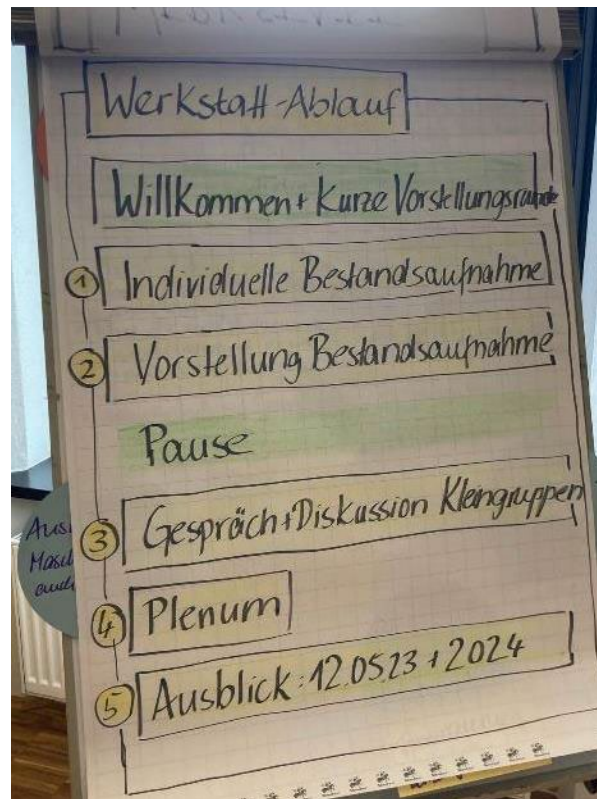 Werkstatt-Ablauf
Willkommen + Kurze Vorstellungsrunde
1 Individuelle Bestandsaufnahme
2 Vorstellung Bestandsaufnahme
Pause
3 Gespräch + Diskussion Kleingruppen
4 Plenum
5 Ausblick: 12.05.23 + 2024